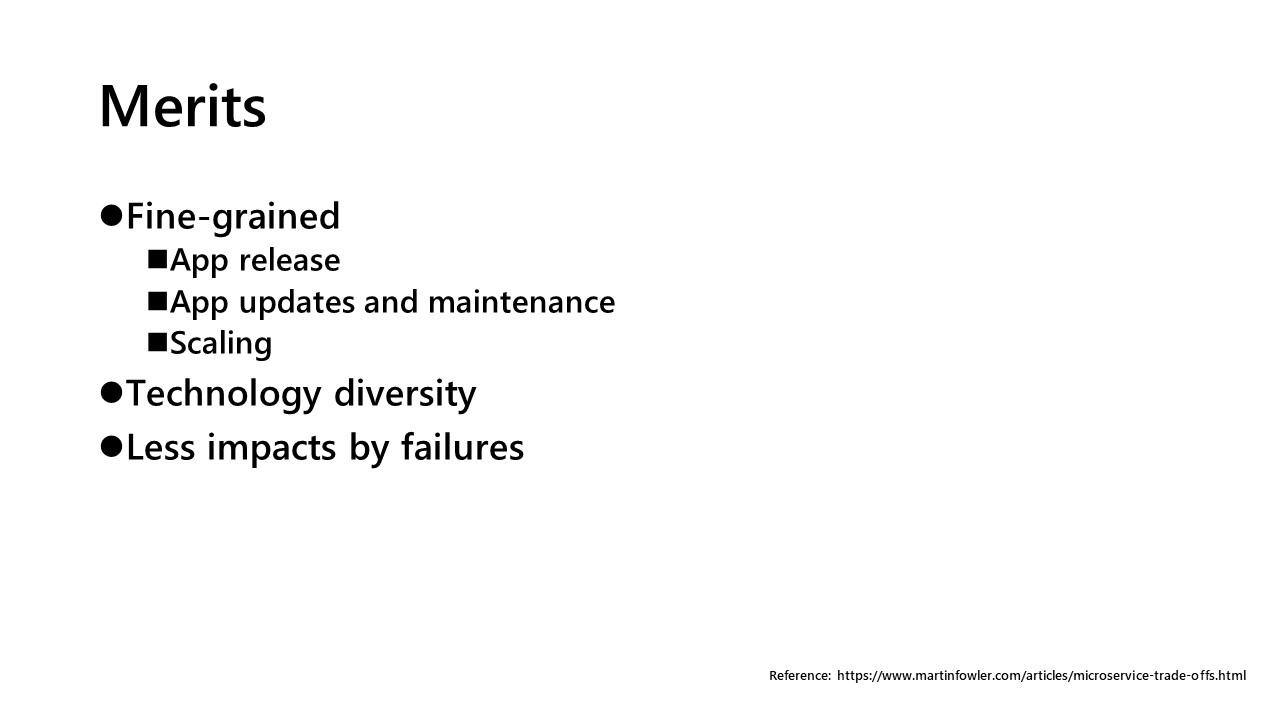 Merits
●Fine-grained
■App release
■App updates and maintenance
■Scaling
●Technology diversity
●Less impacts by failures
Reference: https://www.martinfowler.com/articles/microservice-trade-offs.html